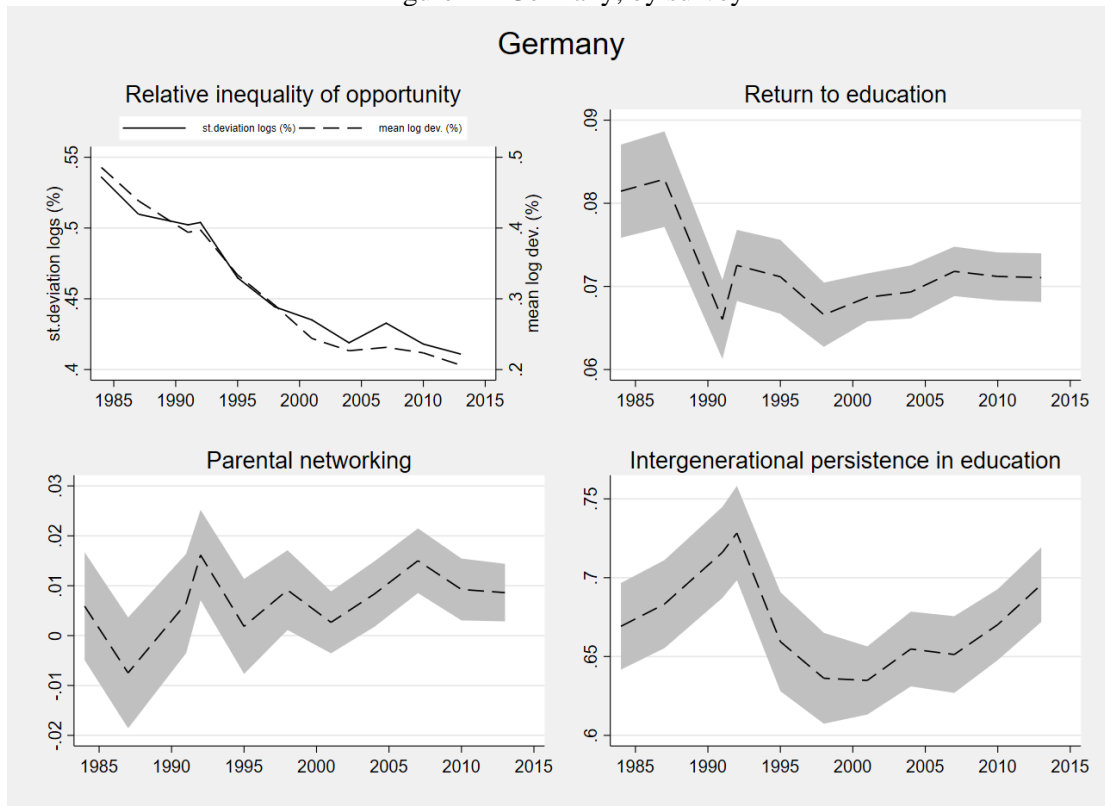 Germany, by survey
Germany
Relative inequality of opportunity
st.deviation logs (%) mean log dev. (%)
st.deviation logs (%)
.55
.5
.45
.4
mean log dev. (%)
.5
.4
.3
.2
1985 1990 1995 2000 2005 2010 2015
Return to education
.09
.08
.07
.06
1985 1990 1995 2000 2005 2010 2015
Parental networking
.03
.02
.01
0
-.01
-.02
1985 1990 1995 2000 2005 2010 2015
Intergenerational persistence in education
.75
.7
.65
.6
1985 1990 1995 2000 2005 2010 2015